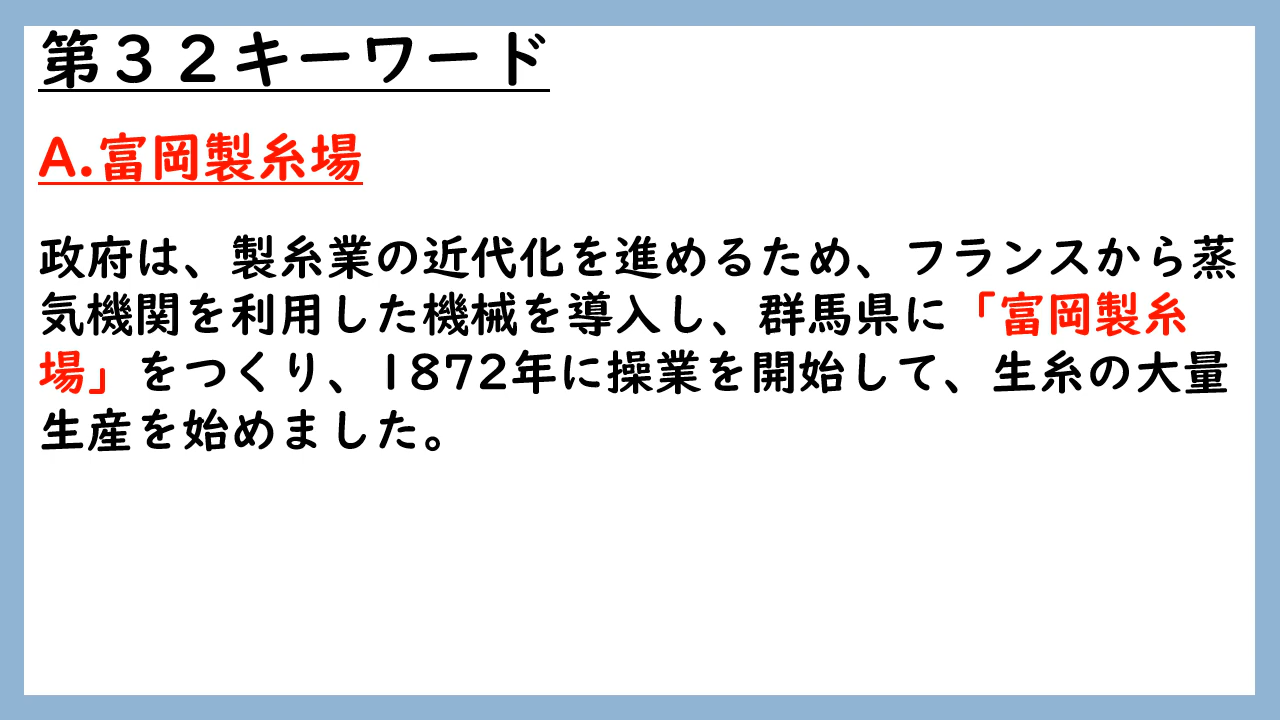 第３２キーワード
A.富岡製糸場
政府は、製糸業の近代化を進めるため、フランスから蒸
気機関を利用した機械を導入し、群馬県に「富岡製糸
場」をつくり、1872年に操業を開始して、生糸の大量
生産を始めました。